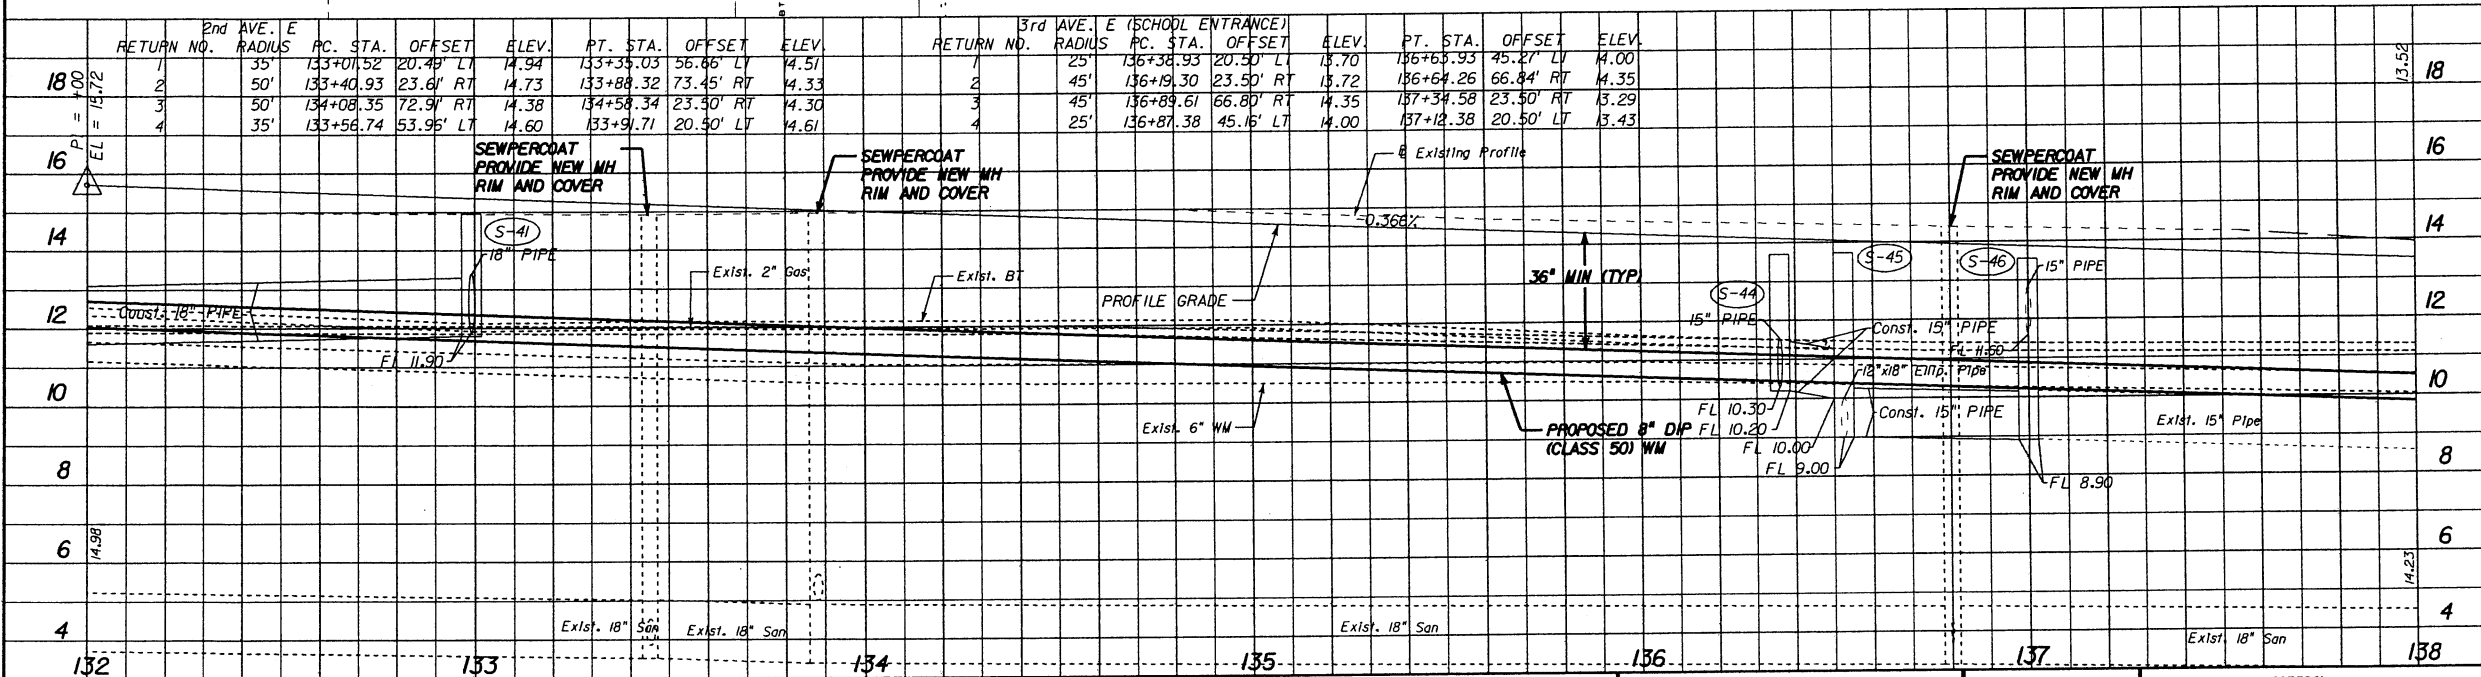 2nd AVE. E
RETURN NO. RADIUS PC. STA. OFFSET ELEV. PT. STA. OFFSET ELEV.
1 35' 133+01.52 20.49' LT 14.94 133+35.03 56.66' LT 14.51
2 50' 133+40.93 23.61' RT 14.73 133+88.32 73.45' RT 14.33
3 50' 134+08.35 72.91' RT 14.38 134+58.34 23.50' RT 14.30
4 35' 133+56.74 53.96' LT 14.60 133+91.71 20.50' LT 14.61
3rd AVE. E (SCHOOL ENTRANCE)
RETURN NO. RADIUS PC. STA. OFFSET ELEV. PT. STA. OFFSET ELEV.
1 25' 136+38.93 20.50' LT 13.70 136+63.93 45.27' LT 14.00
2 45' 136+19.30 23.50' RT 13.72 136+64.26 66.84' RT 14.35
3 45' 136+89.61 66.80' RT 14.35 137+34.58 23.50' RT 13.29
4 25' 136+87.38 45.16' LT 14.00 137+12.38 20.50' LT 13.43
PI = +00
EL = 15.72
13.52
18
18
16
16
SEWPERCOAT
PROVIDE NEW MH
RIM AND COVER
SEWPERCOAT
PROVIDE NEW MH
RIM AND COVER
Existing Profile
SEWPERCOAT
PROVIDE NEW MH
RIM AND COVER
14
14
S-41
18" PIPE
-0.368%
S-45
S-46
15" PIPE
Exist. 2" Gas
Exist. BT
36" MIN (TYP)
PROFILE GRADE
S-44
12
12
Const. 18" PIPE
15" PIPE
Const. 15" PIPE
FL 11.90
FL 11.50
10
10
12"x18" Ellip. Pipe
FL 10.30
Const. 15" PIPE
Exist. 15" Pipe
Exist. 6" WM
PROPOSED 8" DIP
(CLASS 50) WM
FL 10.20
FL 10.00
FL 9.00
FL 8.90
8
8
6
6
14.98
14.23
4
4
Exist. 18" San
Exist. 18" San
Exist. 18" San
Exist. 18" San
132 133 134 135 136 137 138